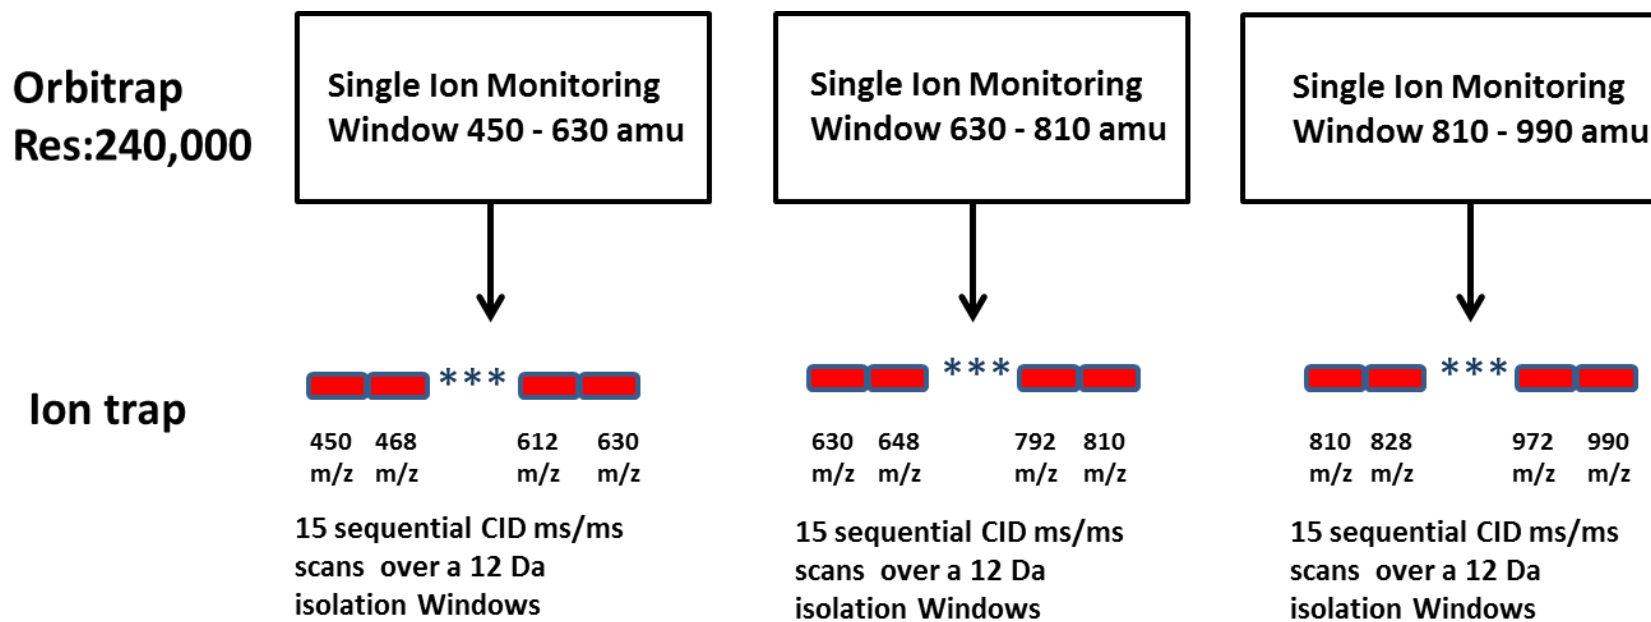 Orbitrap
Res:240,000
Single Ion Monitoring
Window 450 - 630 amu
Single Ion Monitoring
Window 630 - 810 amu
Single Ion Monitoring
Window 810 - 990 amu
Ion trap
***
***
***
450 m/z
468 m/z
612 m/z
630 m/z
630 m/z
648 m/z
792 m/z
810 m/z
810 m/z
828 m/z
972 m/z
990 m/z
15 sequential CID ms/ms
scans over a 12 Da
isolation Windows
15 sequential CID ms/ms
scans over a 12 Da
isolation Windows
15 sequential CID ms/ms
scans over a 12 Da
isolation Windows